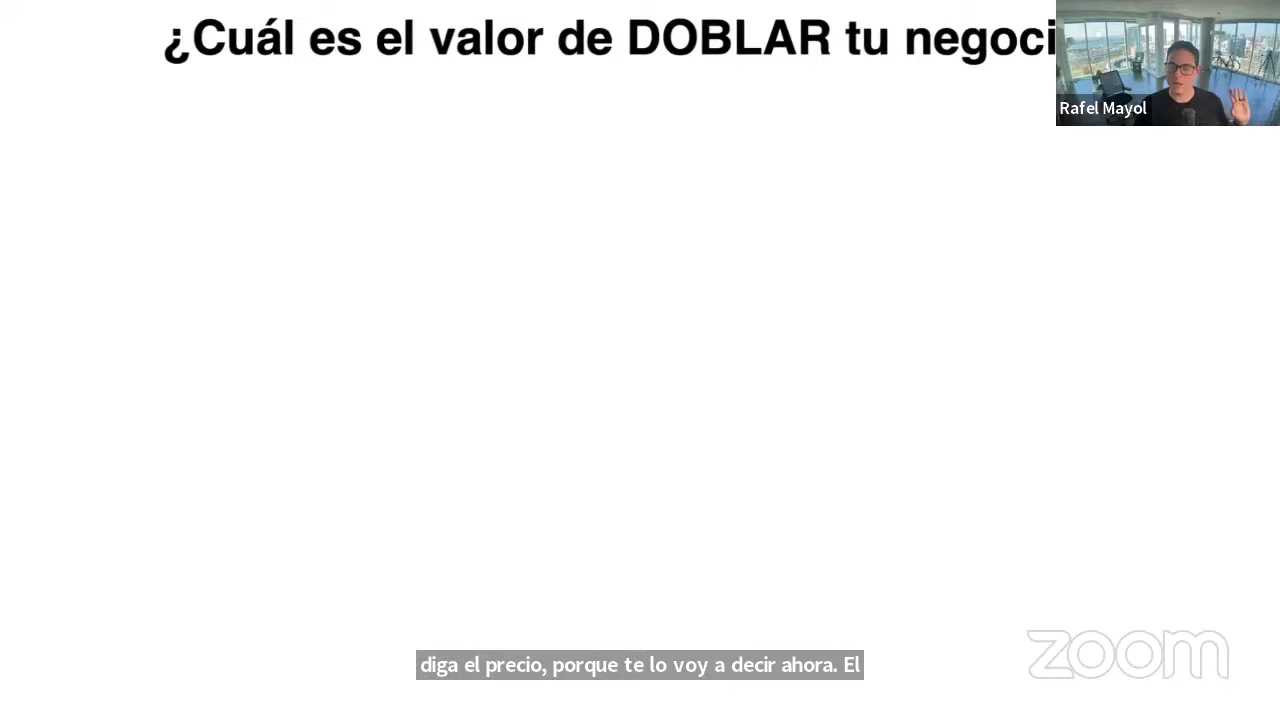 ¿Cuál es el valor de DOBLAR tu negoci
Rafel Mayol
diga el precio, porque te lo voy a decir ahora. El
zoom